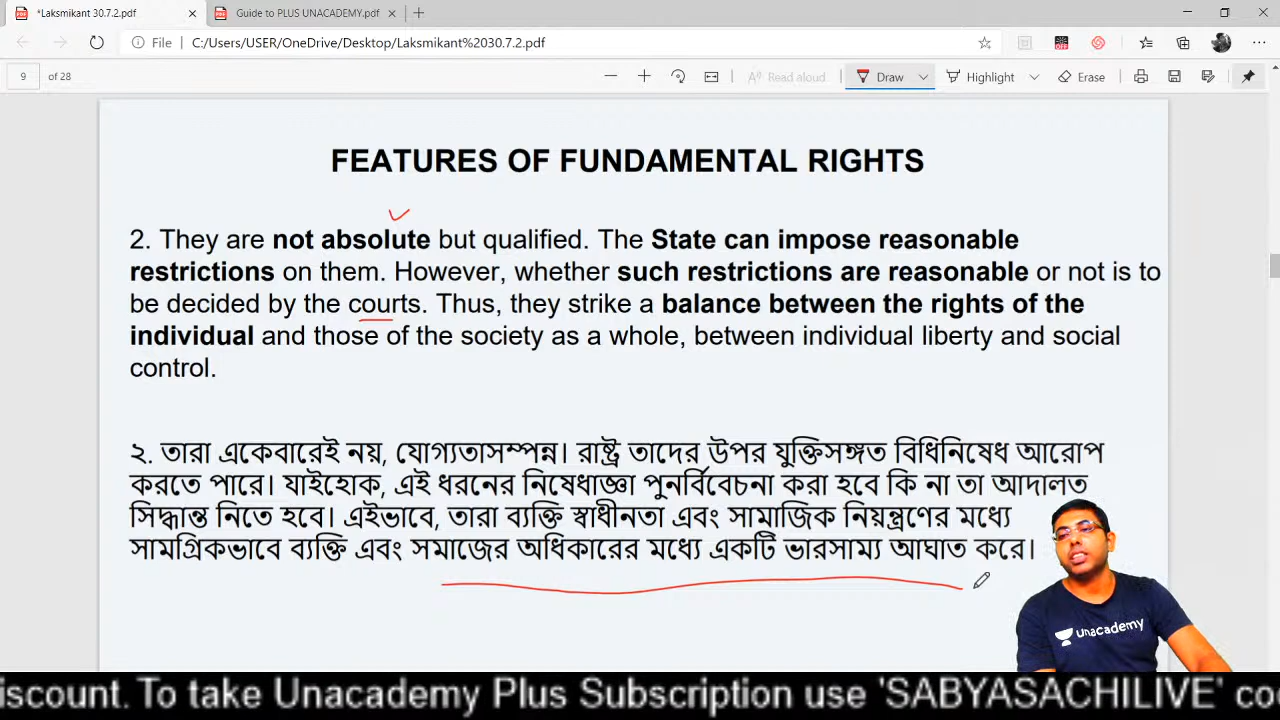 *Laksmikant 30.7.2.pdf
Guide to PLUS UNACADEMY.pdf
File C:/Users/USER/OneDrive/Desktop/Laksmikant%2030.7.2.pdf
9 of 28
Read aloud
Draw
Highlight
Erase
FEATURES OF FUNDAMENTAL RIGHTS
2. They are not absolute but qualified. The State can impose reasonable
restrictions on them. However, whether such restrictions are reasonable or not is to
be decided by the courts. Thus, they strike a balance between the rights of the
individual and those of the society as a whole, between individual liberty and social
control.
২. তারা একেবারেই নয়, যোগ্যতাসম্পন্ন। রাষ্ট্র তাদের উপর যুক্তিসঙ্গত বিধিনিষেধ আরোপ
করতে পারে। যাইহোক, এই ধরনের নিষেধাজ্ঞা পুনর্বিবেচনা করা হবে কি না তা আদালত
সিদ্ধান্ত নিতে হবে। এইভাবে, তারা ব্যক্তি স্বাধীনতা এবং সামাজিক নিয়ন্ত্রণের মধ্যে
সামগ্রিকভাবে ব্যক্তি এবং সমাজের অধিকারের মধ্যে একটি ভারসাম্য আঘাত করে।
unacademy
iscount. To take Unacademy Plus Subscription use 'SABYASACHILIVE' co